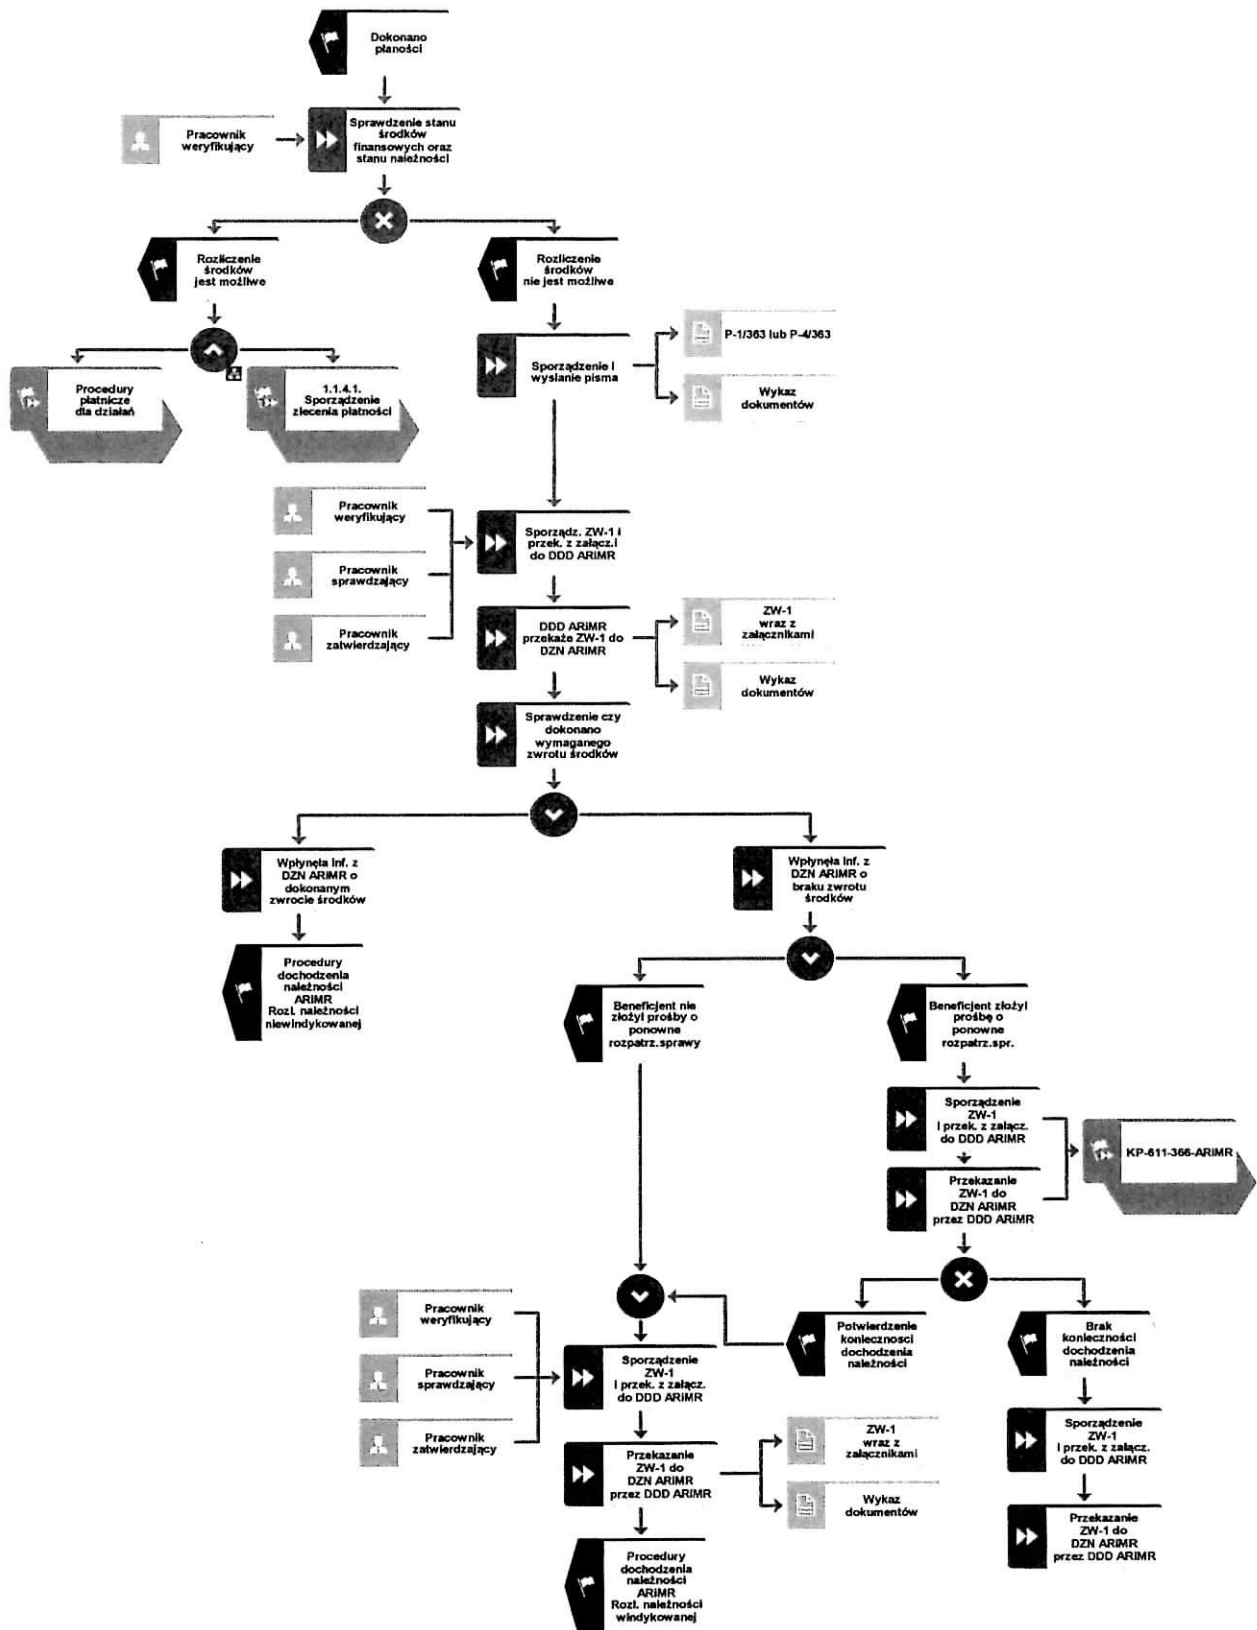 Dokonano
płaności
Pracownik
weryfikujący
Sprawdzenie stanu
środków
finansowych oraz
stanu należności
Rozliczenie
środków
jest możliwe
Rozliczenie
środków
nie jest możliwe
Procedury
płatnicze
dla działań
1.1.4.1.
Sporządzenie
zlecenia płatności
Sporządzenie i
wysłanie pisma
P-1/363 lub P-4/363
Wykaz
dokumentów
Pracownik
weryfikujący
Pracownik
sprawdzający
Pracownik
zatwierdzający
Sporządz. ZW-1 i
przek. z załącz.i
do DDD ARiMR
DDD ARiMR
przekaże ZW-1 do
DZN ARiMR
ZW-1
wraz z
załącznikami
Wykaz
dokumentów
Sprawdzenie czy
dokonano
wymaganego
zwrotu środków
Wpłynęła inf. z
DZN ARiMR o
dokonanym
zwrocie środków
Wpłynęła inf. z
DZN ARiMR o
braku zwrotu
środków
Procedury
dochodzenia
należności
ARiMR
Rozl. należności
niewindykowanej
Beneficjent nie
złożył prośby o
ponowne
rozpatrz.sprawy
Beneficjent złożył
prośbę o
ponowne
rozpatrz.spr.
Sporządzenie
ZW-1
i przek. z załącz.
do DDD ARiMR
Przekazanie
ZW-1 do
DZN ARiMR
przez DDD ARiMR
KP-611-366-ARiMR
Potwierdzenie
koniecznosci
dochodzenia
należności
Brak
konieczności
dochodzenia
należności
Pracownik
weryfikujący
Pracownik
sprawdzający
Pracownik
zatwierdzający
Sporządzenie
ZW-1
i przek. z załącz.
do DDD ARiMR
Przekazanie
ZW-1 do
DZN ARiMR
przez DDD ARiMR
ZW-1
wraz z
załącznikami
Wykaz
dokumentów
Sporządzenie
ZW-1
i przek. z załącz.
do DDD ARiMR
Przekazanie
ZW-1 do
DZN ARiMR
przez DDD ARiMR
Procedury
dochodzenia
należności
ARiMR
Rozl. należności
windykowanej